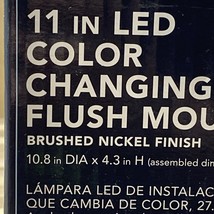 11 IN LED
COLOR
CHANGING
FLUSH MOU
BRUSHED NICKEL FINISH
10.8 in DIA x 4.3 in H (assembled dim
LÁMPARA LED DE INSTALAC
QUE CAMBIA DE COLOR, 27.